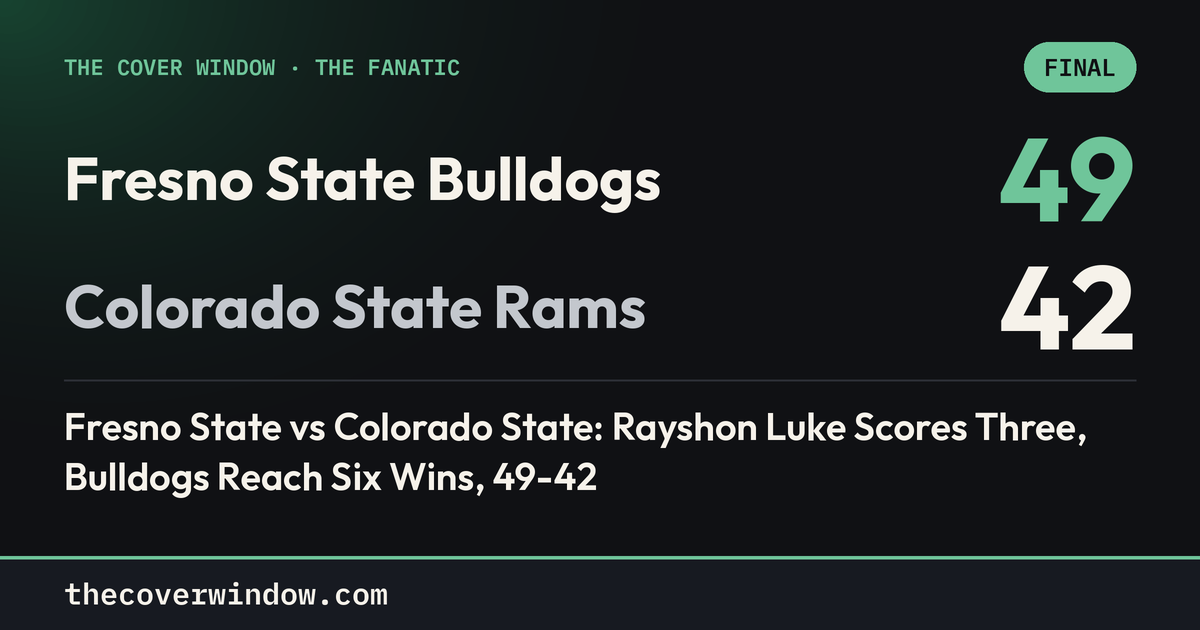 THE COVER WINDOW · THE FANATIC
FINAL
Fresno State Bulldogs
49
Colorado State Rams
42
Fresno State vs Colorado State: Rayshon Luke Scores Three,
Bulldogs Reach Six Wins, 49-42
thecoverwindow.com